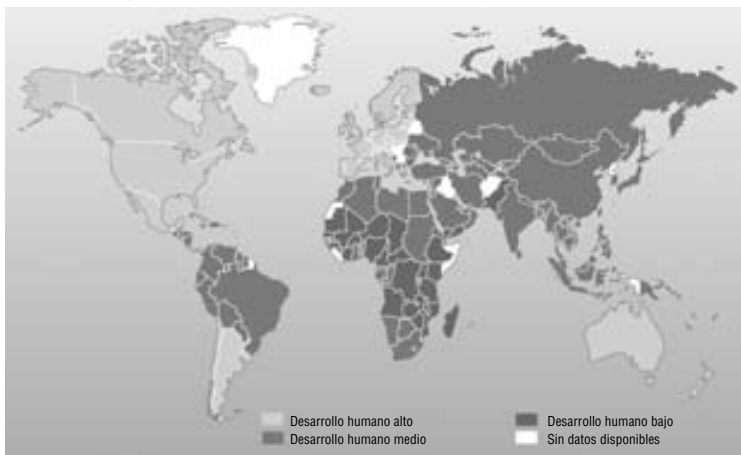 Desarrollo humano alto
Desarrollo humano medio
Desarrollo humano bajo
Sin datos disponibles